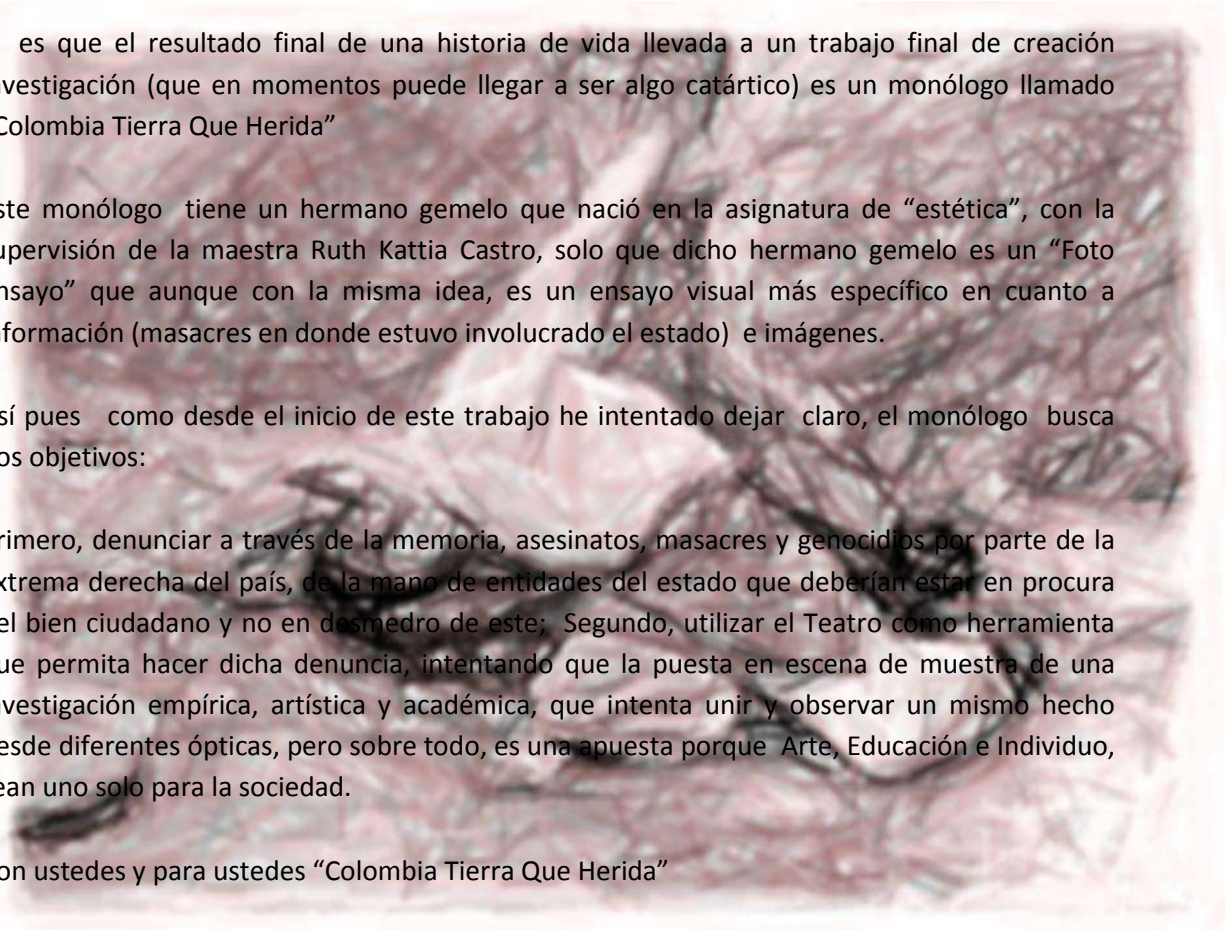 es que el resultado final de una historia de vida llevada a un trabajo final de creación
vestigación (que en momentos puede llegar a ser algo catártico) es un monólogo llamado
Colombia Tierra Que Herida”
ste monólogo tiene un hermano gemelo que nació en la asignatura de “estética”, con la
upervisión de la maestra Ruth Kattia Castro, solo que dicho hermano gemelo es un “Foto
nsayo” que aunque con la misma idea, es un ensayo visual más específico en cuanto a
formación (masacres en donde estuvo involucrado el estado) e imágenes.
sí pues como desde el inicio de este trabajo he intentado dejar claro, el monólogo busca
os objetivos:
rimero, denunciar a través de la memoria, asesinatos, masacres y genocidios por parte de la
xtrema derecha del país, de la mano de entidades del estado que deberían estar en procura
el bien ciudadano y no en desmedro de este; Segundo, utilizar el Teatro como herramienta
ue permita hacer dicha denuncia, intentando que la puesta en escena de muestra de una
vestigación empírica, artística y académica, que intenta unir y observar un mismo hecho
esde diferentes ópticas, pero sobre todo, es una apuesta porque Arte, Educación e Individuo,
ean uno solo para la sociedad.
on ustedes y para ustedes “Colombia Tierra Que Herida”